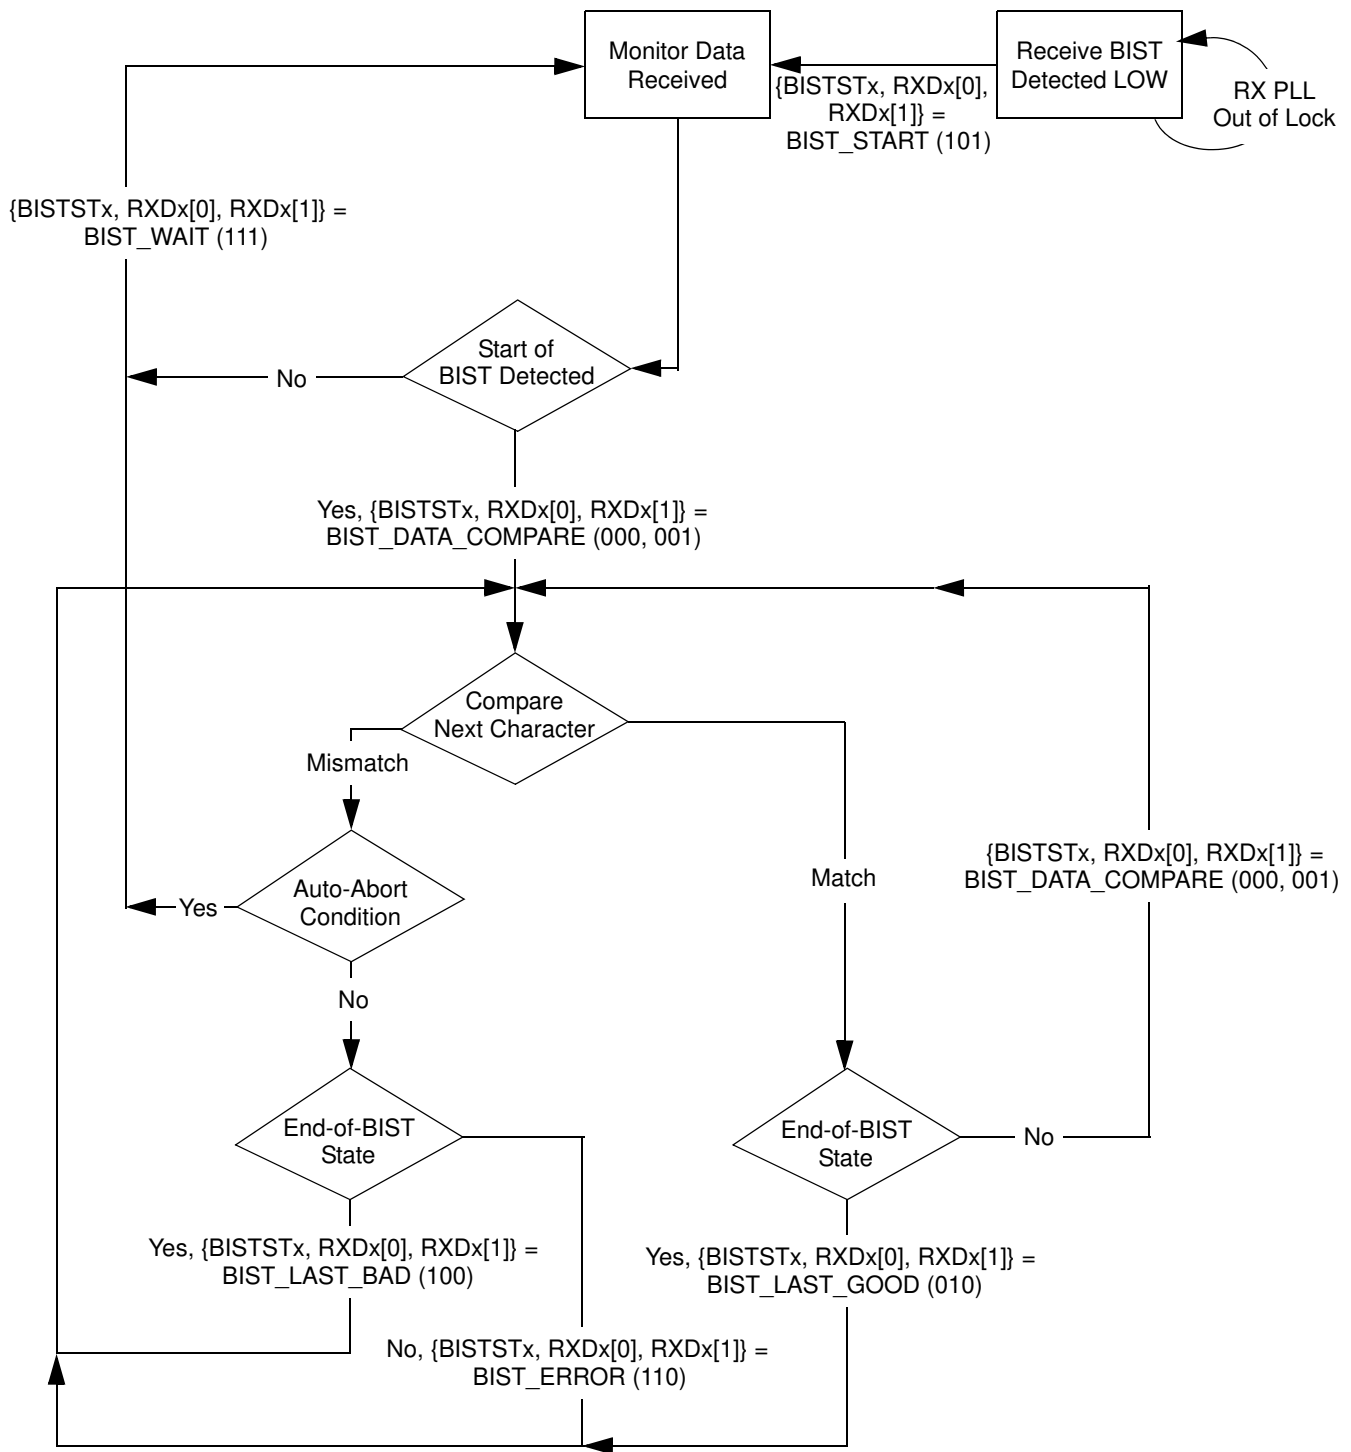 Monitor Data
Received
Receive BIST
Detected LOW
RX PLL
Out of Lock
{BISTSTx, RXDx[0],
RXDx[1]} =
BIST_START (101)
{BISTSTx, RXDx[0], RXDx[1]} =
BIST_WAIT (111)
Start of
BIST Detected
No
Yes, {BISTSTx, RXDx[0], RXDx[1]} =
BIST_DATA_COMPARE (000, 001)
Compare
Next Character
Mismatch
Match
{BISTSTx, RXDx[0], RXDx[1]} =
BIST_DATA_COMPARE (000, 001)
Auto-Abort
Condition
Yes
No
End-of-BIST
State
End-of-BIST
State
No
Yes, {BISTSTx, RXDx[0], RXDx[1]} =
BIST_LAST_BAD (100)
Yes, {BISTSTx, RXDx[0], RXDx[1]} =
BIST_LAST_GOOD (010)
No, {BISTSTx, RXDx[0], RXDx[1]} =
BIST_ERROR (110)